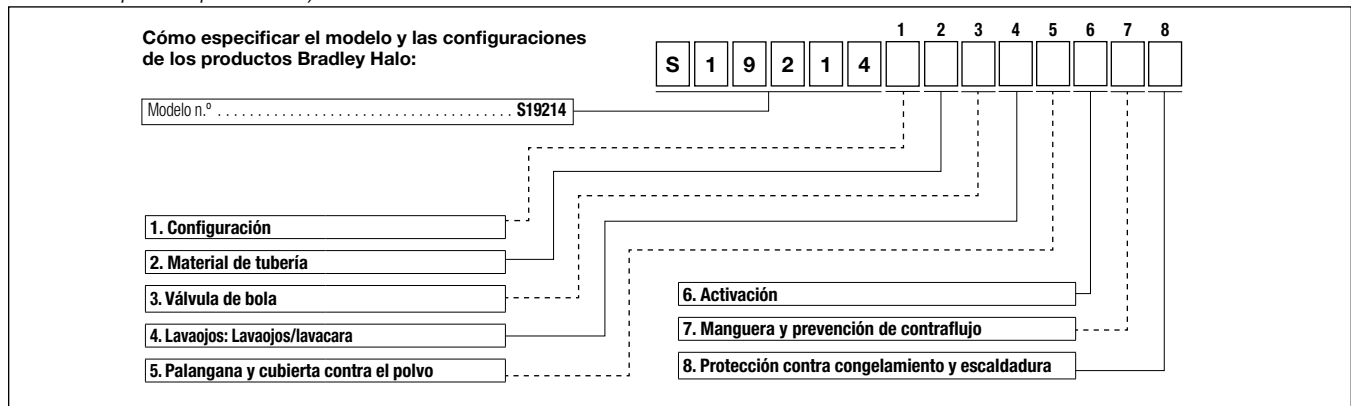 Cómo especificar el modelo y las configuraciones
de los productos Bradley Halo:
1 2 3 4 5 6 7 8
S 1 9 2 1 4
Modelo n.º . . . . . . . . . . . . . . . . . . . . . . . . . . . . . . . . . . . . . S19214
1. Configuración
2. Material de tubería
3. Válvula de bola
4. Lavaojos: Lavaojos/lavacara
5. Palangana y cubierta contra el polvo
6. Activación
7. Manguera y prevención de contraflujo
8. Protección contra congelamiento y escaldadura